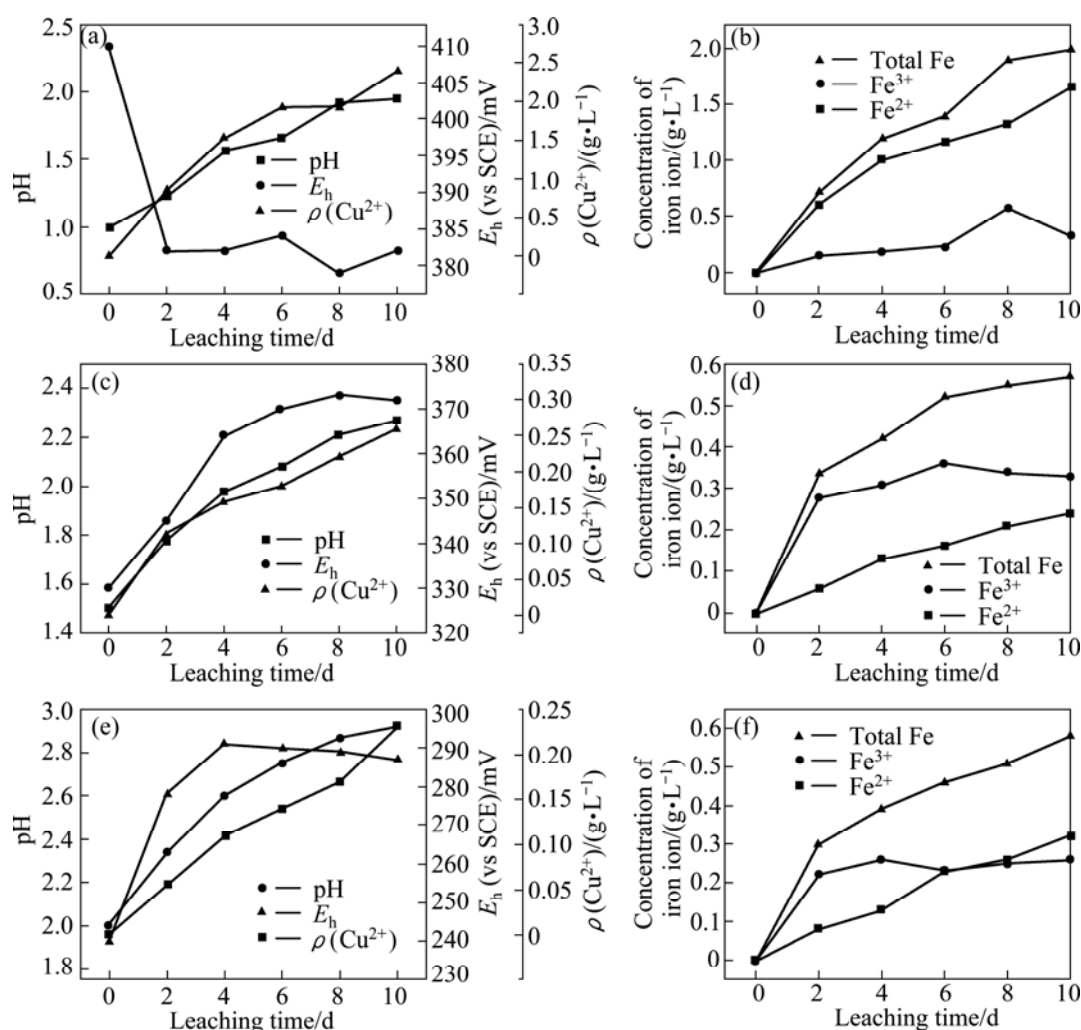 (a)
2.5
2.0
1.5
1.0
0.5
pH
0 2 4 6 8 10
Leaching time/d
pH
Eh
ρ(Cu2+)
410
405
400
395
390
385
380
Eh (vs SCE)/mV
3.0
2.0
1.0
0.5
0
ρ(Cu2+)/(g•L−1)
(b)
2.0
1.5
1.0
0.5
0
Concentration of
iron ion/(g•L−1)
Total Fe
Fe3+
Fe2+
0 2 4 6 8 10
Leaching time/d
(c)
2.4
2.2
2.0
1.8
1.6
1.4
pH
0 2 4 6 8 10
Leaching time/d
pH
Eh
ρ(Cu2+)
380
370
360
350
340
330
320
Eh (vs SCE)/mV
0.35
0.30
0.25
0.20
0.15
0.10
0.05
0
ρ(Cu2+)/(g•L−1)
(d)
0.6
0.5
0.4
0.3
0.2
0.1
0
Concentration of
iron ion/(g•L−1)
Total Fe
Fe3+
Fe2+
0 2 4 6 8 10
Leaching time/d
(e)
3.0
2.8
2.6
2.4
2.2
2.0
1.8
pH
0 2 4 6 8 10
Leaching time/d
pH
Eh
ρ(Cu2+)
300
290
280
270
260
250
240
230
Eh (vs SCE)/mV
0.25
0.20
0.15
0.10
0.05
0
ρ(Cu2+)/(g•L−1)
(f)
0.6
0.5
0.4
0.3
0.2
0.1
0
Concentration of
iron ion/(g•L−1)
Total Fe
Fe3+
Fe2+
0 2 4 6 8 10
Leaching time/d